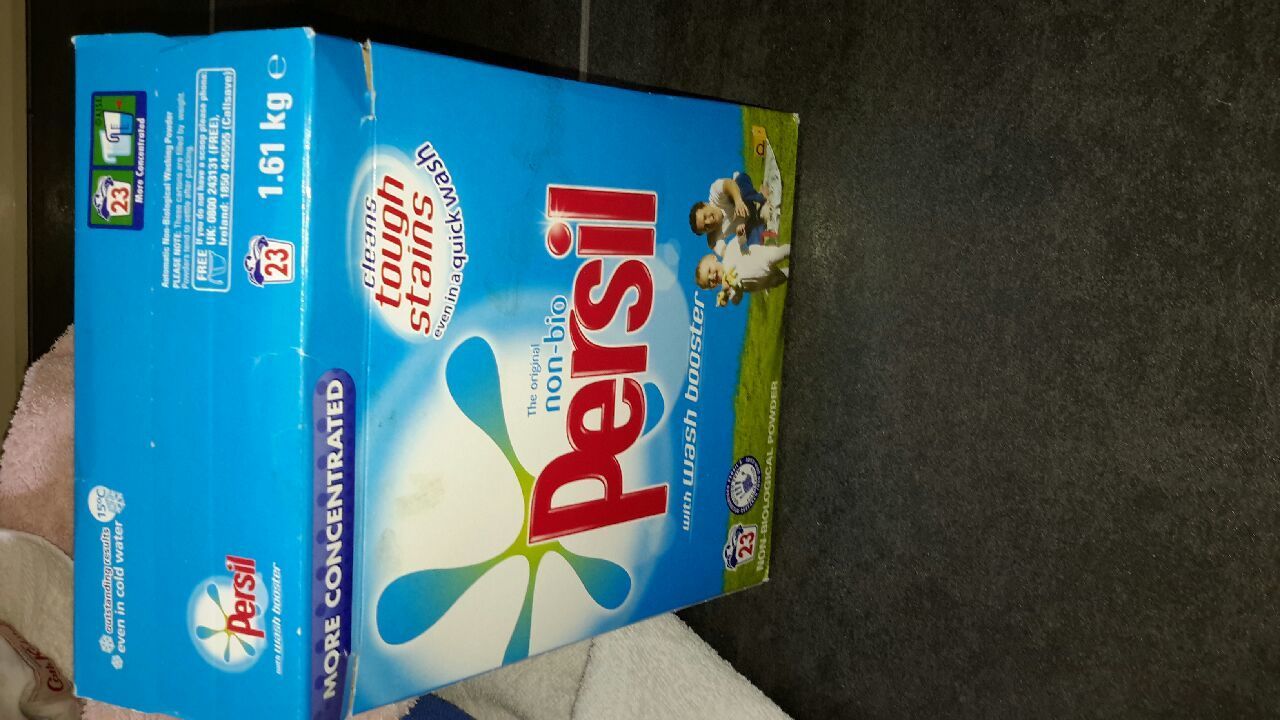 outstanding results
even in cold water
15°C
Persil
with wash booster
23
More Concentrated
Automatic Non-Biological Washing Powder
PLEASE NOTE: These cartons are filled by weight.
Powders tend to settle after packing.
FREE
If you do not have a scoop please phone:
UK: 0800 243131 (FREE),
Ireland: 1850 445555 (Callsave)
23
1.61 kg e
MORE CONCENTRATED
cleans
tough
stains
even in a quick wash
The original
non-bio
Persil
with wash booster
23
NON-BIOLOGICAL POWDER